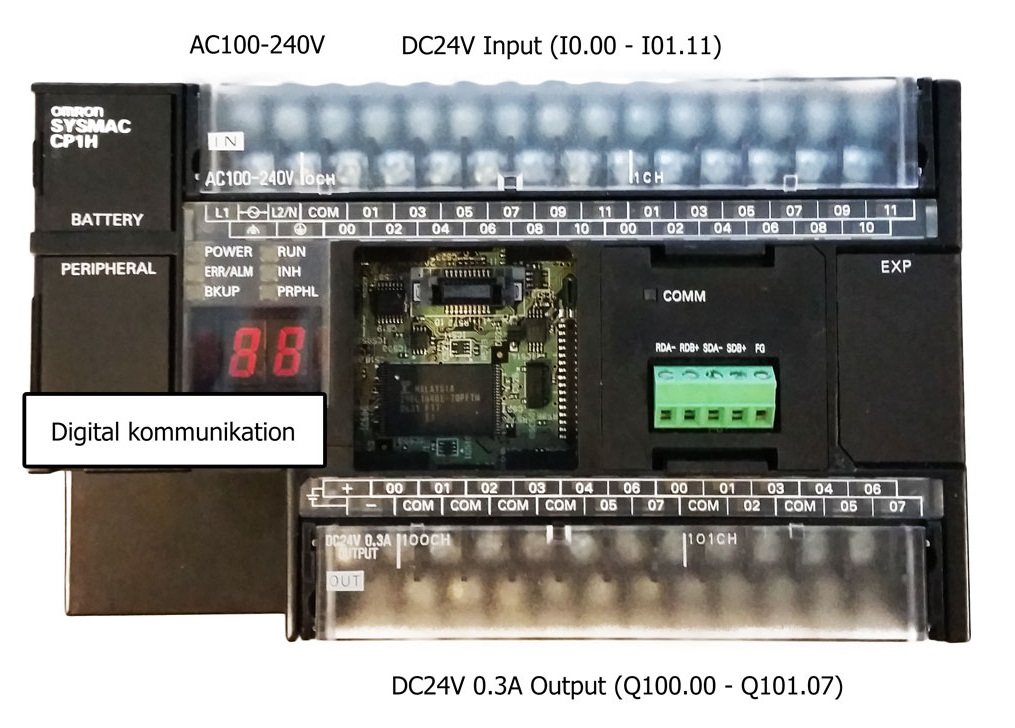 AC100-240V DC24V Input (I0.00 - I01.11)
OMRON
SYSMAC
CP1H
IN
AC100-240V 0CH 1CH
BATTERY
L1 L2/N COM 01 03 05 07 09 11 01 03 05 07 09 11
00 02 04 06 08 10 00 02 04 06 08 10
PERIPHERAL
POWER RUN
ERR/ALM INH
BKUP PRPHL
EXP
COMM
RDA- RDB+ SDA- SDB+ FG
88
MALAYSIA
Digital kommunikation
+ 00 01 02 03 04 06 00 01 03 04 06
- COM COM COM COM 05 07 COM 02 COM 05 07
DC24V 0.3A 100CH 101CH
OUTPUT
OUT
DC24V 0.3A Output (Q100.00 - Q101.07)